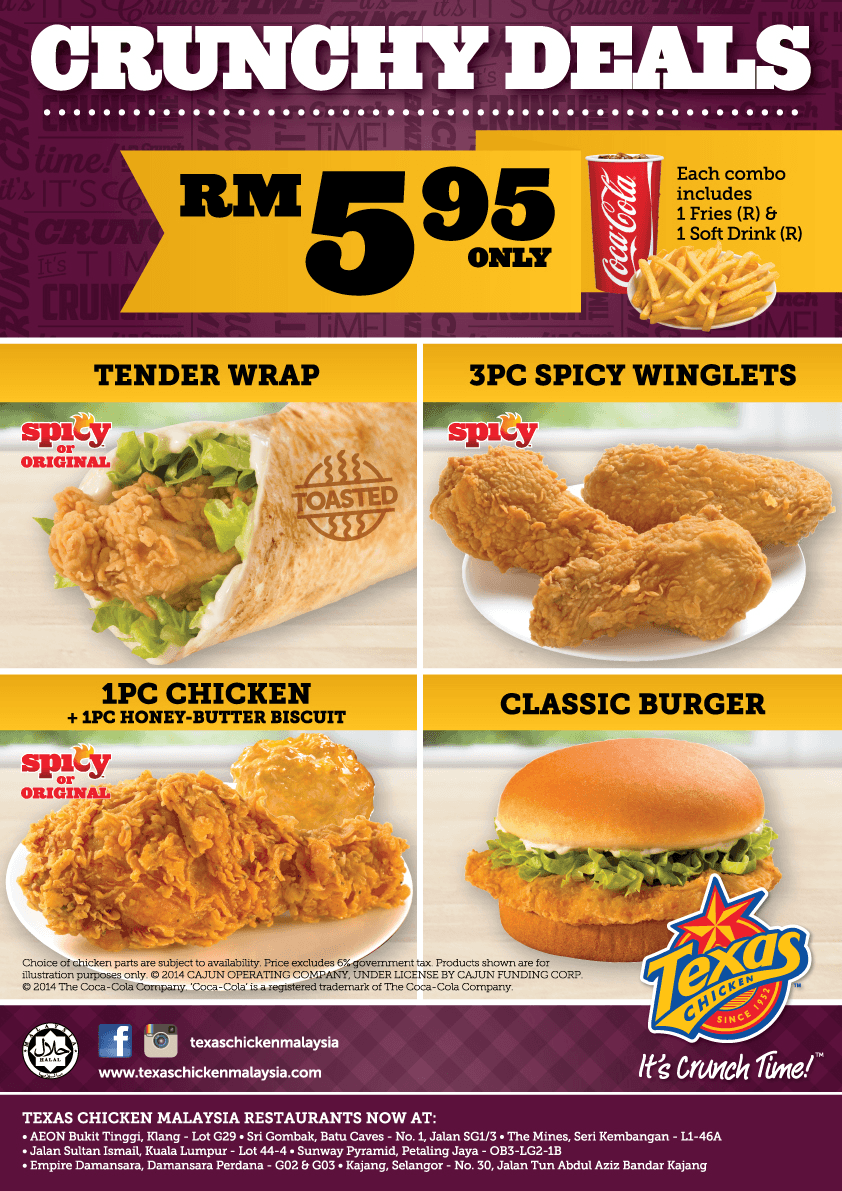 CRUNCHY DEALS
RM 5.95
ONLY
Coca-Cola
Each combo
includes
1 Fries (R) &
1 Soft Drink (R)
TENDER WRAP
spicy
or
ORIGINAL
TOASTED
3PC SPICY WINGLETS
spicy
1PC CHICKEN
+ 1PC HONEY-BUTTER BISCUIT
spicy
or
ORIGINAL
CLASSIC BURGER
Choice of chicken parts are subject to availability. Price excludes 6% government tax. Products shown are for
illustration purposes only. © 2014 CAJUN OPERATING COMPANY, UNDER LICENSE BY CAJUN FUNDING CORP.
© 2014 The Coca-Cola Company. 'Coca-Cola' is a registered trademark of The Coca-Cola Company.
Texas
CHICKEN
SINCE 1952
TM
It's Crunch Time!™
MALAYSIA
حلال
HALAL
texaschickenmalaysia
www.texaschickenmalaysia.com
TEXAS CHICKEN MALAYSIA RESTAURANTS NOW AT:
• AEON Bukit Tinggi, Klang - Lot G29 • Sri Gombak, Batu Caves - No. 1, Jalan SG1/3 • The Mines, Seri Kembangan - L1-46A
• Jalan Sultan Ismail, Kuala Lumpur - Lot 44-4 • Sunway Pyramid, Petaling Jaya - OB3-LG2-1B
• Empire Damansara, Damansara Perdana - G02 & G03 • Kajang, Selangor - No. 30, Jalan Tun Abdul Aziz Bandar Kajang